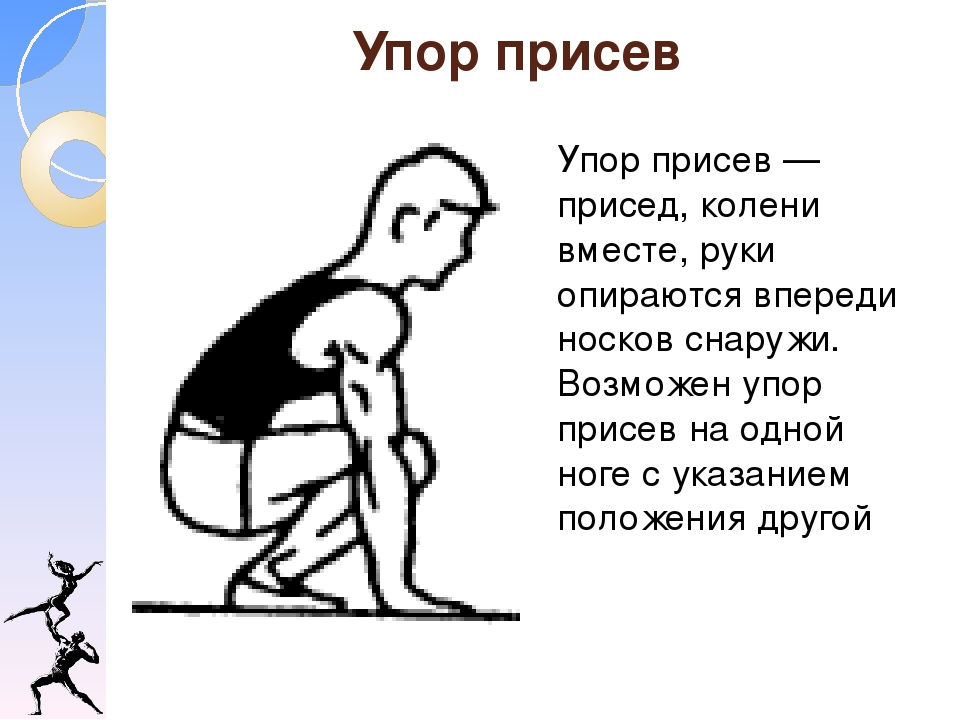 Упор присев
Упор присев —
присед, колени
вместе, руки
опираются впереди
носков снаружи.
Возможен упор
присев на одной
ноге с указанием
положения другой